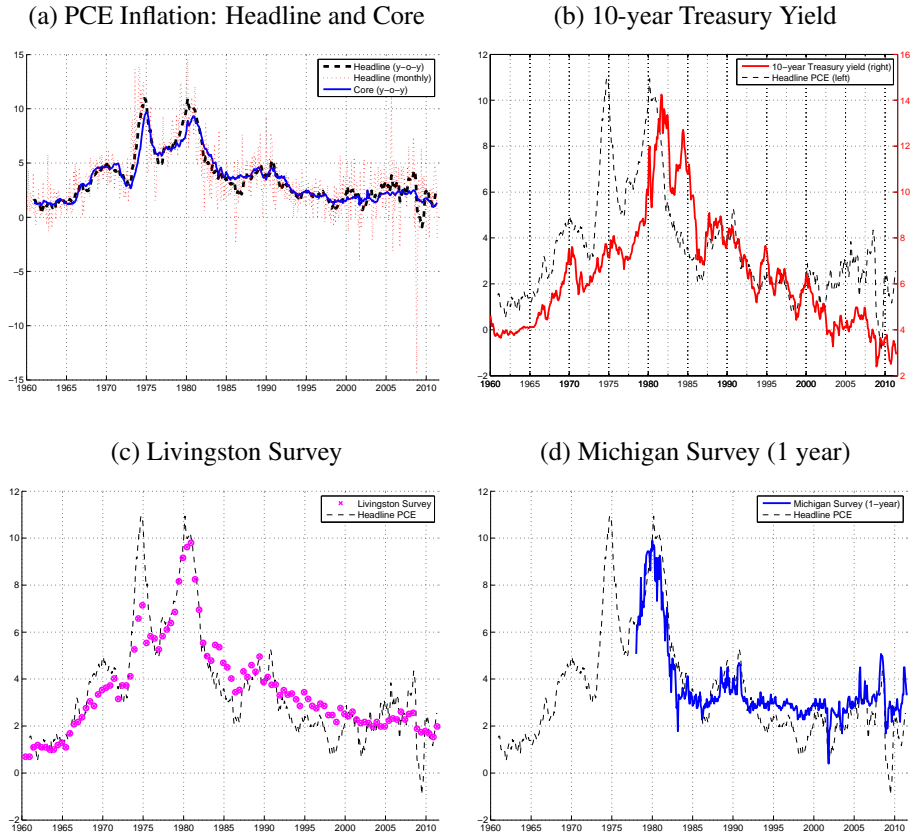 (a) PCE Inflation: Headline and Core
15
10
5
0
−5
−10
−15
Headline (y−o−y)
Headline (monthly)
Core (y−o−y)
1960 1965 1970 1975 1980 1985 1990 1995 2000 2005 2010
(b) 10-year Treasury Yield
12
10
8
6
4
2
0
−2
10−year Treasury yield (right)
Headline PCE (left)
16
14
12
10
8
6
4
2
1960 1965 1970 1975 1980 1985 1990 1995 2000 2005 2010
(c) Livingston Survey
12
10
8
6
4
2
0
−2
Livingston Survey
Headline PCE
1960 1965 1970 1975 1980 1985 1990 1995 2000 2005 2010
(d) Michigan Survey (1 year)
12
10
8
6
4
2
0
−2
Michigan Survey (1−year)
Headline PCE
1960 1965 1970 1975 1980 1985 1990 1995 2000 2005 2010